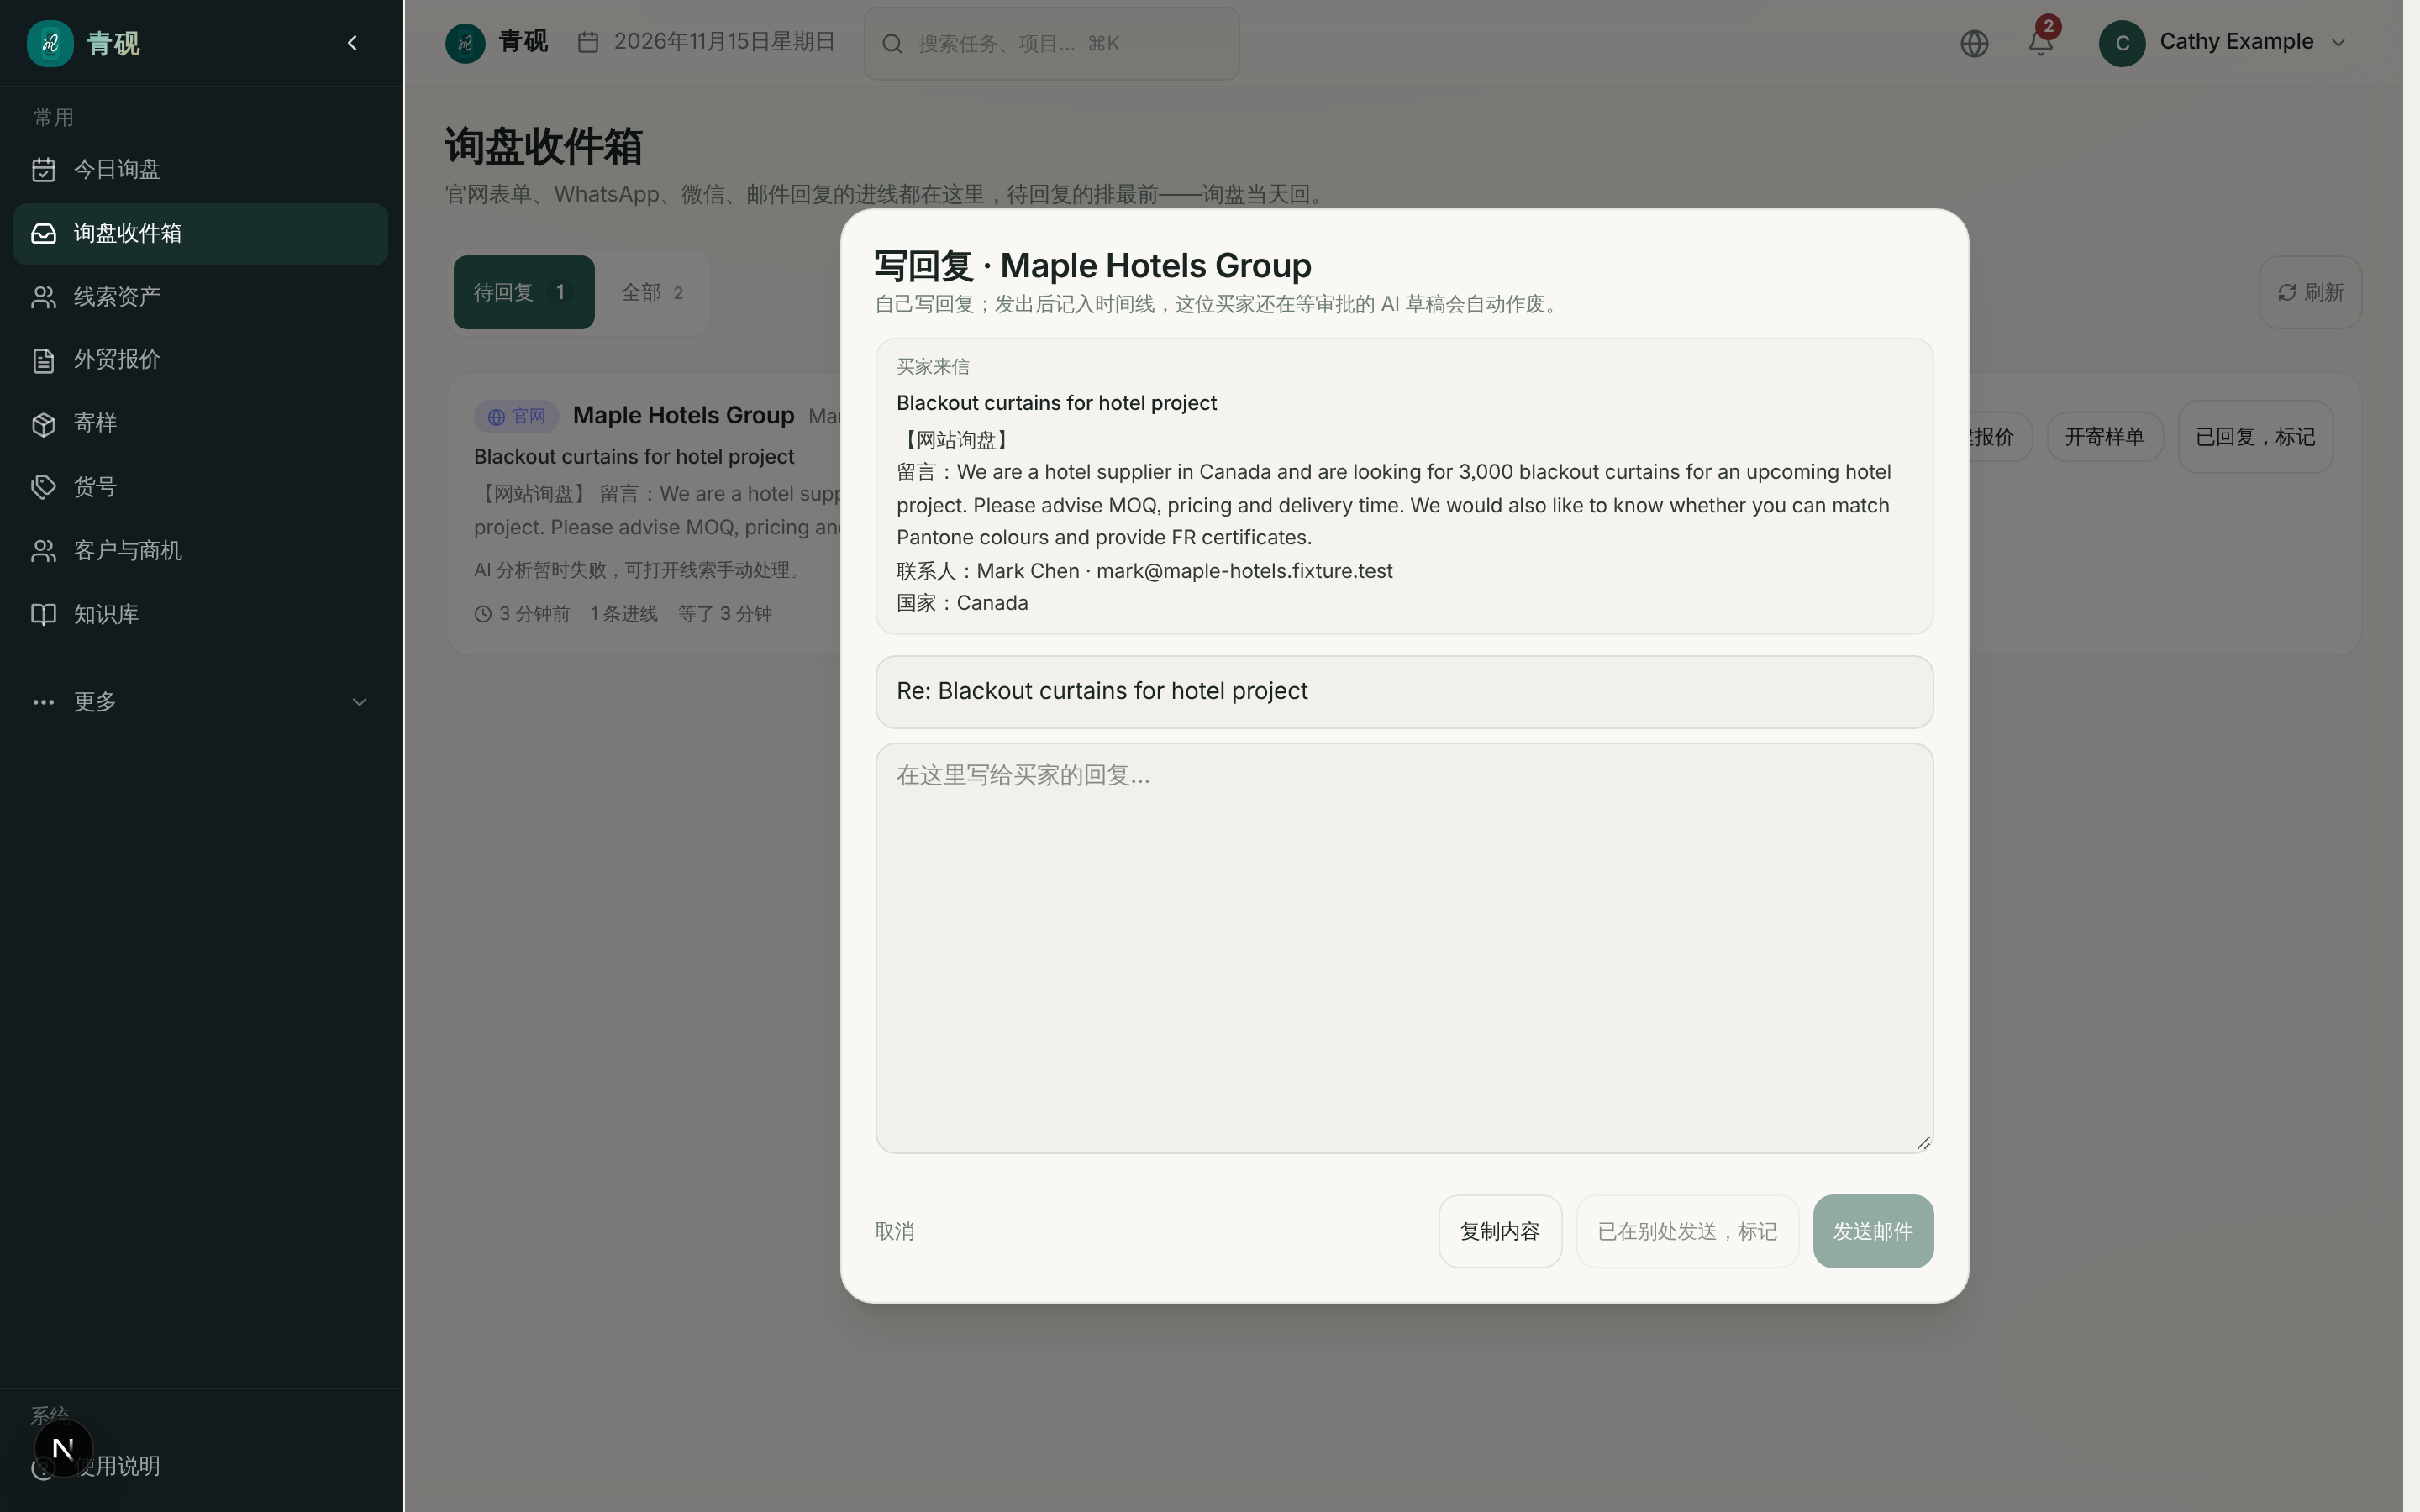 青砚
常用
今日询盘
询盘收件箱
线索资产
外贸报价
寄样
货号
客户与商机
知识库
更多
系统
使用说明
青砚
2026年11月15日星期日
搜索任务、项目... ⌘K
2
C
Cathy Example
询盘收件箱
官网表单、WhatsApp、微信、邮件回复的进线都在这里，待回复的排最前——询盘当天回。
待回复 1
全部 2
刷新
官网 Maple Hotels Group
Blackout curtains for hotel project
【网站询盘】 留言：We are a hotel
project. Please advise MOQ, pricing
AI 分析暂时失败，可打开线索手动处理。
3 分钟前 1 条进线 等了 3 分钟
报价
开寄样单
已回复，标记
写回复 · Maple Hotels Group
自己写回复；发出后记入时间线，这位买家还在等审批的 AI 草稿会自动作废。
买家来信
Blackout curtains for hotel project
【网站询盘】
留言：We are a hotel supplier in Canada and are looking for 3,000 blackout curtains for an upcoming hotel
project. Please advise MOQ, pricing and delivery time. We would also like to know whether you can match
Pantone colours and provide FR certificates.
联系人：Mark Chen · mark@maple-hotels.fixture.test
国家：Canada
Re: Blackout curtains for hotel project
在这里写给买家的回复...
取消
复制内容
已在别处发送，标记
发送邮件
N